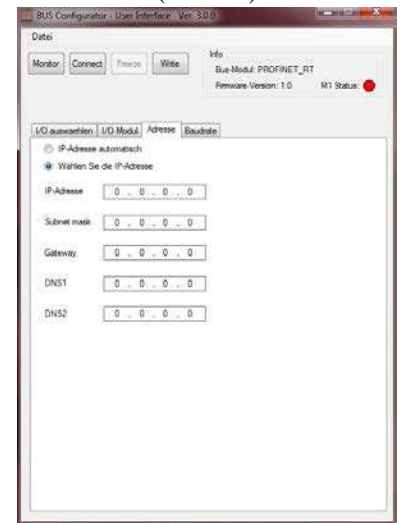 BUS Configurator - User Interface Ver. 3.0.0
Datei
Monitor Connect Freeze Write
Info
Bus-Modul: PROFINET_RT
Firmware-Version: 1.0 M1 Status:
I/O auswaehlen I/O Modul Adresse Baudrate
IP-Adresse automatisch
Wählen Sie die IP-Adresse
IP-Adresse 0 . 0 . 0 . 0
Subnet mask 0 . 0 . 0 . 0
Gateway 0 . 0 . 0 . 0
DNS1 0 . 0 . 0 . 0
DNS2 0 . 0 . 0 . 0